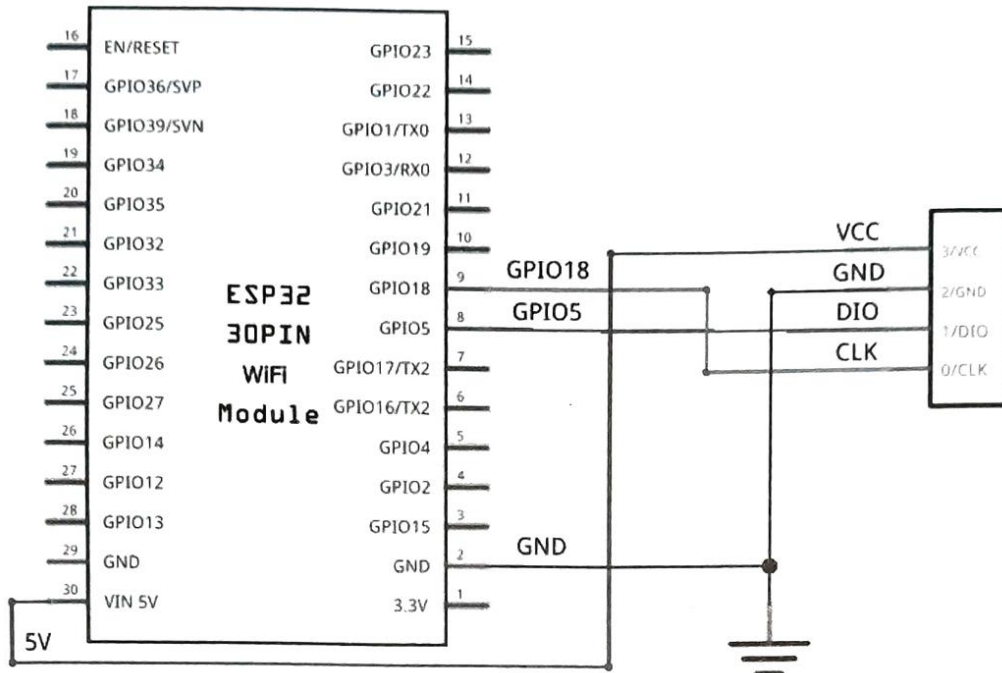 16 EN/RESET
17 GPIO36/SVP
18 GPIO39/SVN
19 GPIO34
20 GPIO35
21 GPIO32
22 GPIO33
23 GPIO25
24 GPIO26
25 GPIO27
26 GPIO14
27 GPIO12
28 GPIO13
29 GND
30 VIN 5V
5V
ESP32
30PIN
WiFi
Module
GPIO23 15
GPIO22 14
GPIO1/TX0 13
GPIO3/RX0 12
GPIO21 11
GPIO19 10
GPIO18 9
GPIO5 8
GPIO17/TX2 7
GPIO16/TX2 6
GPIO4 5
GPIO2 4
GPIO15 3
GND 2
3.3V 1
GPIO18
GPIO5
GND
VCC
GND
DIO
CLK
3/VCC
2/GND
1/DIO
0/CLK